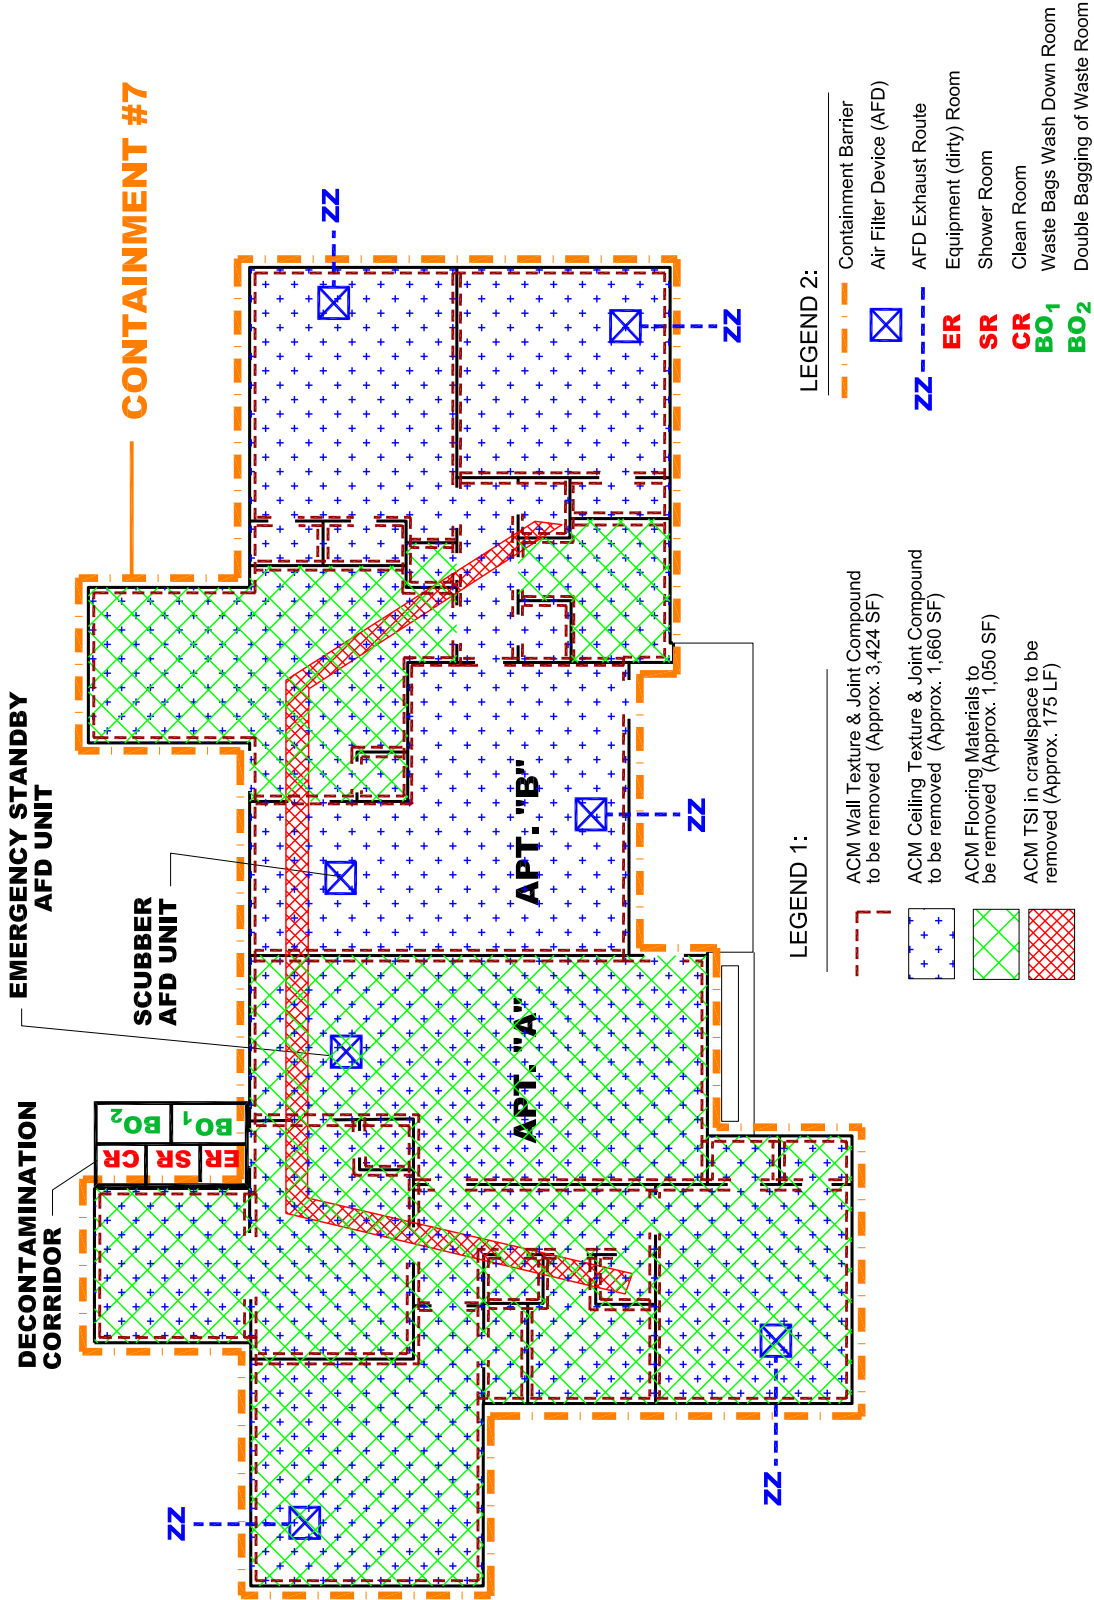 CONTAINMENT #7
EMERGENCY STANDBY
AFD UNIT
SCUBBER
AFD UNIT
DECONTAMINATION
CORRIDOR
BO2
BO1
CR
SR
ER
ZZ
ZZ
ZZ
ZZ
ZZ
APT. "A"
APT. "B"
LEGEND 1:
ACM Wall Texture & Joint Compound
to be removed (Approx. 3,424 SF)
ACM Ceiling Texture & Joint Compound
to be removed (Approx. 1,660 SF)
ACM Flooring Materials to
be removed (Approx. 1,050 SF)
ACM TSI in crawlspace to be
removed (Approx. 175 LF)
LEGEND 2:
Containment Barrier
Air Filter Device (AFD)
ZZ AFD Exhaust Route
ER Equipment (dirty) Room
SR Shower Room
CR Clean Room
BO1 Waste Bags Wash Down Room
BO2 Double Bagging of Waste Room